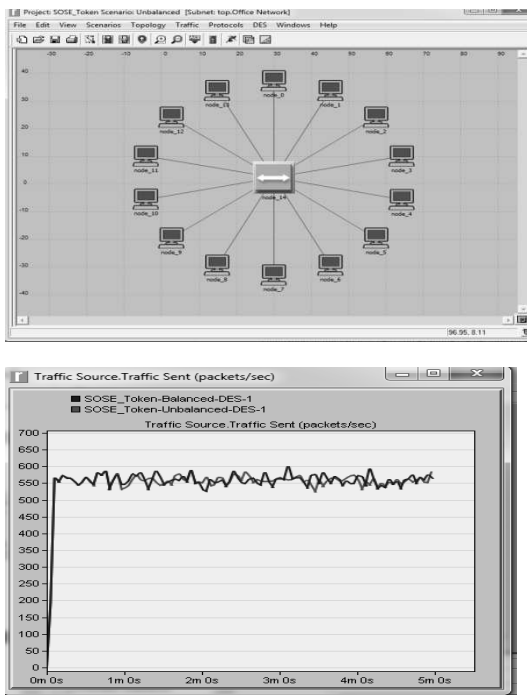 Project: SOSE_Token Scenario: Unbalanced [Subnet: top.Office Network]
File Edit View Scenarios Topology Traffic Protocols DES Windows Help
-30 -20 -10 0 10 20 30 40 50 60 70 80 90
40
30
20
10
0
-10
-20
-30
-40
node_0
node_13 node_1
node_12 node_2
node_11 node_3
node_14
node_10 node_4
node_9 node_5
node_8 node_6
node_7
96.95, 8.11
Traffic Source.Traffic Sent (packets/sec)
SOSE_Token-Balanced-DES-1
SOSE_Token-Unbalanced-DES-1
Traffic Source.Traffic Sent (packets/sec)
700
650
600
550
500
450
400
350
300
250
200
150
100
50
0
0m 0s 1m 0s 2m 0s 3m 0s 4m 0s 5m 0s